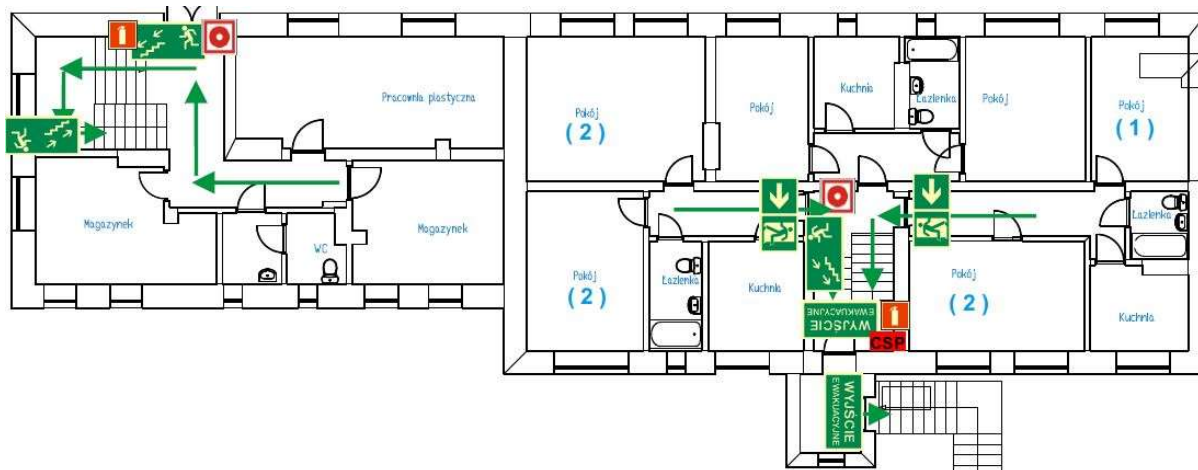 Pracownia plastyczna
Magazynek
WC
Magazynek
Pokój
(2)
Pokój
Kuchnia
Łazienka
Pokój
Pokój
(1)
Pokój
(2)
Łazienka
Kuchnia
Pokój
(2)
Łazienka
Kuchnia
WYJŚCIE
EWAKUACYJNE
CSP
WYJŚCIE
EWAKUACYJNE